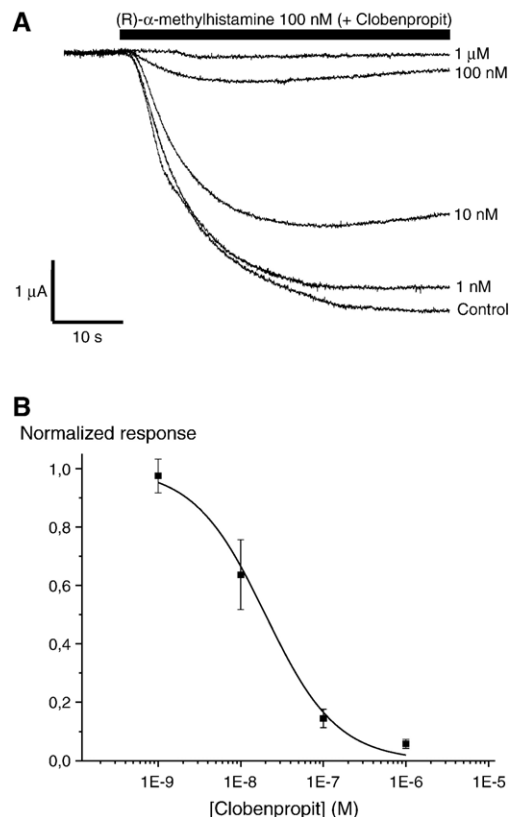 A
(R)-α-methylhistamine 100 nM (+ Clobenpropit)
1 µM
100 nM
10 nM
1 nM
Control
1 µA
10 s
B
Normalized response
1,0
0,8
0,6
0,4
0,2
0,0
1E-9 1E-8 1E-7 1E-6 1E-5
[Clobenpropit] (M)